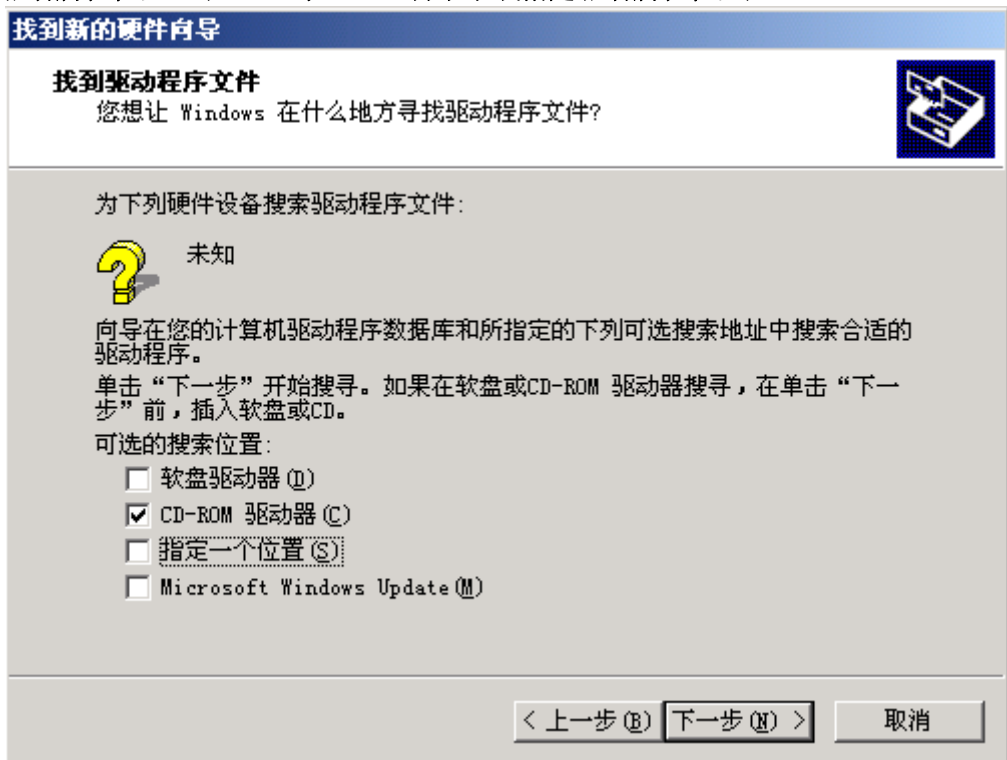 找到新的硬件向导
找到驱动程序文件
您想让 Windows 在什么地方寻找驱动程序文件?
为下列硬件设备搜索驱动程序文件:
未知
向导在您的计算机驱动程序数据库和所指定的下列可选搜索地址中搜索合适的
驱动程序。
单击“下一步”开始搜寻。如果在软盘或CD-ROM 驱动器搜寻，在单击“下一
步”前，插入软盘或CD。
可选的搜索位置:
软盘驱动器(D)
CD-ROM 驱动器(C)
指定一个位置(S)
Microsoft Windows Update(M)
< 上一步(B) 下一步(N) > 取消